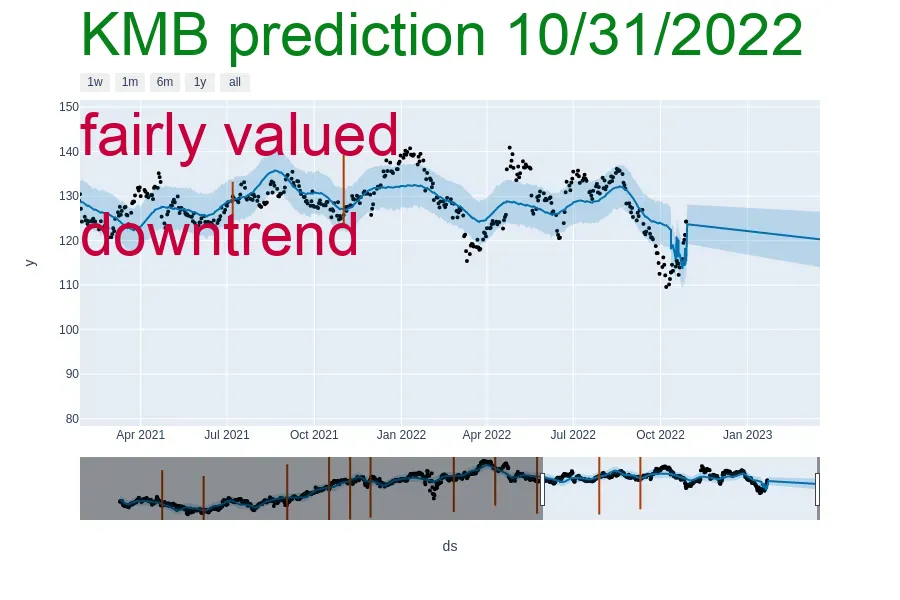 KMB prediction 10/31/2022
1w 1m 6m 1y all
150
fairly valued
140
130
downtrend
120
110
100
90
80
y
Apr 2021 Jul 2021 Oct 2021 Jan 2022 Apr 2022 Jul 2022 Oct 2022 Jan 2023
ds